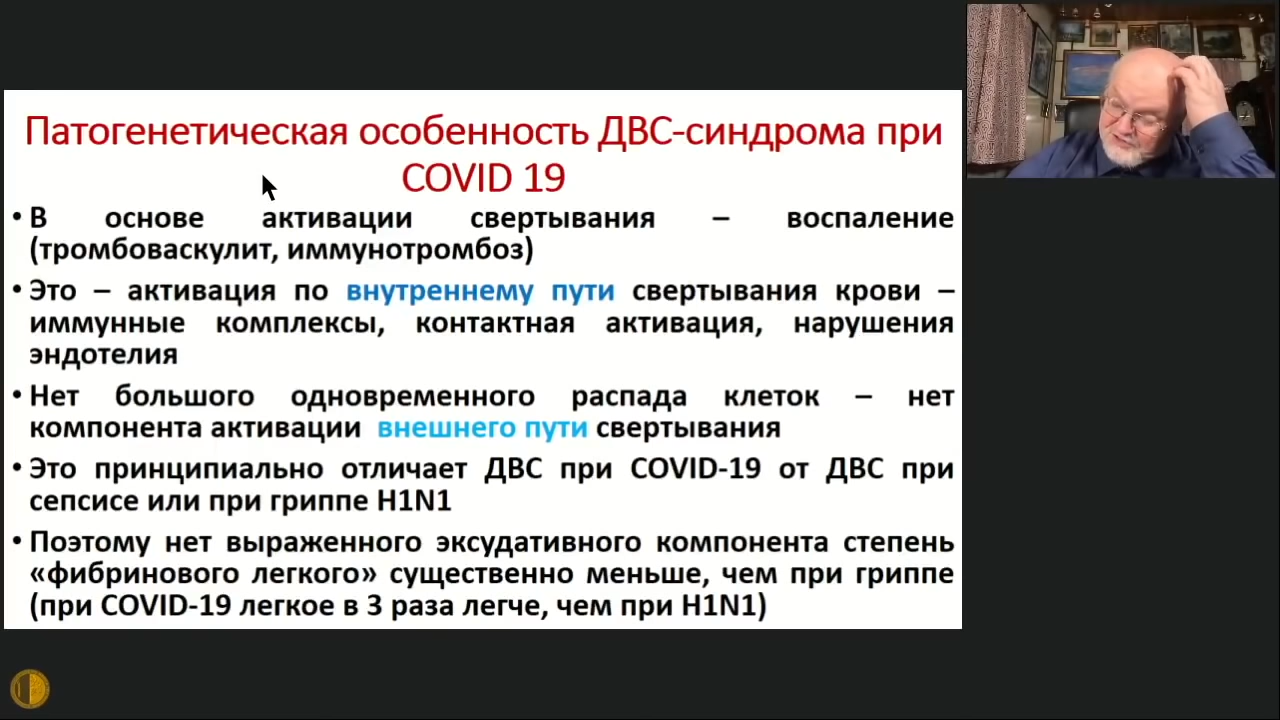 Патогенетическая особенность ДВС-синдрома при
COVID 19
• В основе активации свертывания – воспаление
(тромбоваскулит, иммунотромбоз)
• Это – активация по внутреннему пути свертывания крови –
иммунные комплексы, контактная активация, нарушения
эндотелия
• Нет большого одновременного распада клеток – нет
компонента активации внешнего пути свертывания
• Это принципиально отличает ДВС при COVID-19 от ДВС при
сепсисе или при гриппе H1N1
• Поэтому нет выраженного эксудативного компонента степень
«фибринового легкого» существенно меньше, чем при гриппе
(при COVID-19 легкое в 3 раза легче, чем при H1N1)